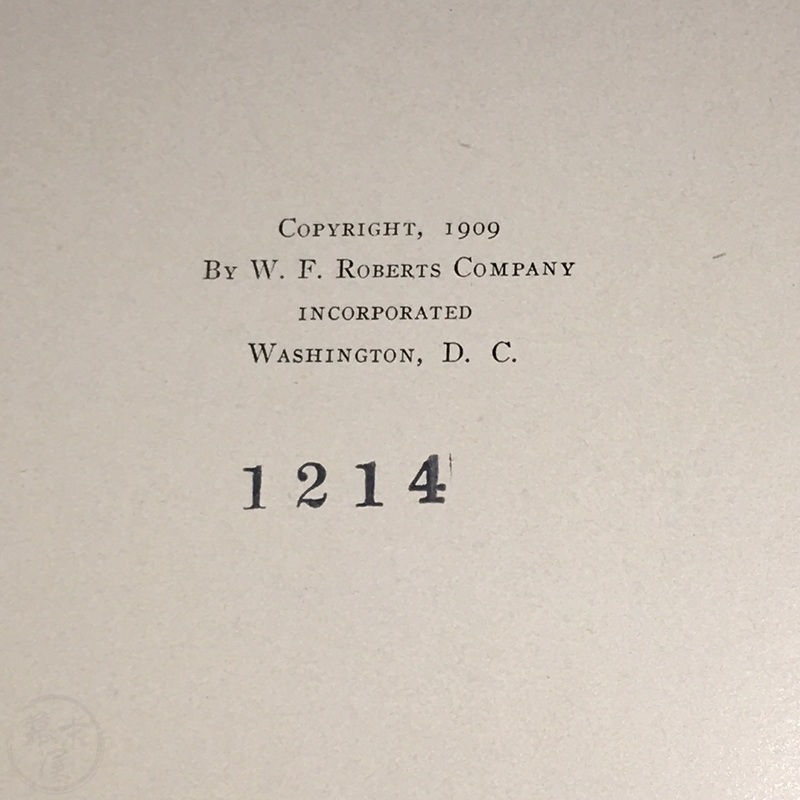 Copyright, 1909
By W. F. Roberts Company
incorporated
Washington, D. C.
1214